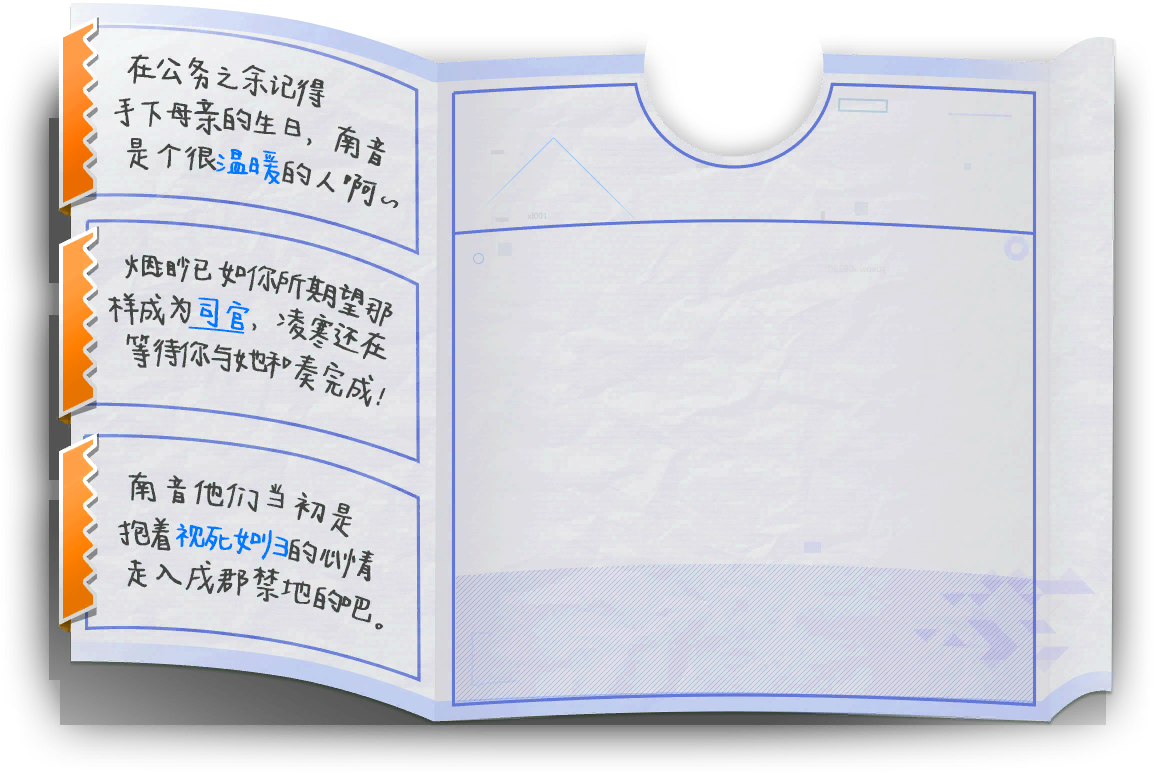 在公务之余记得
手下母亲的生日，南音
是个很温暖的人啊~
烟眇已如你所期望那
样成为司官，凌寒还在
等待你与她和奏完成！
南音他们当初是
抱着视死如归的心情
走入戌郡禁地的吧。